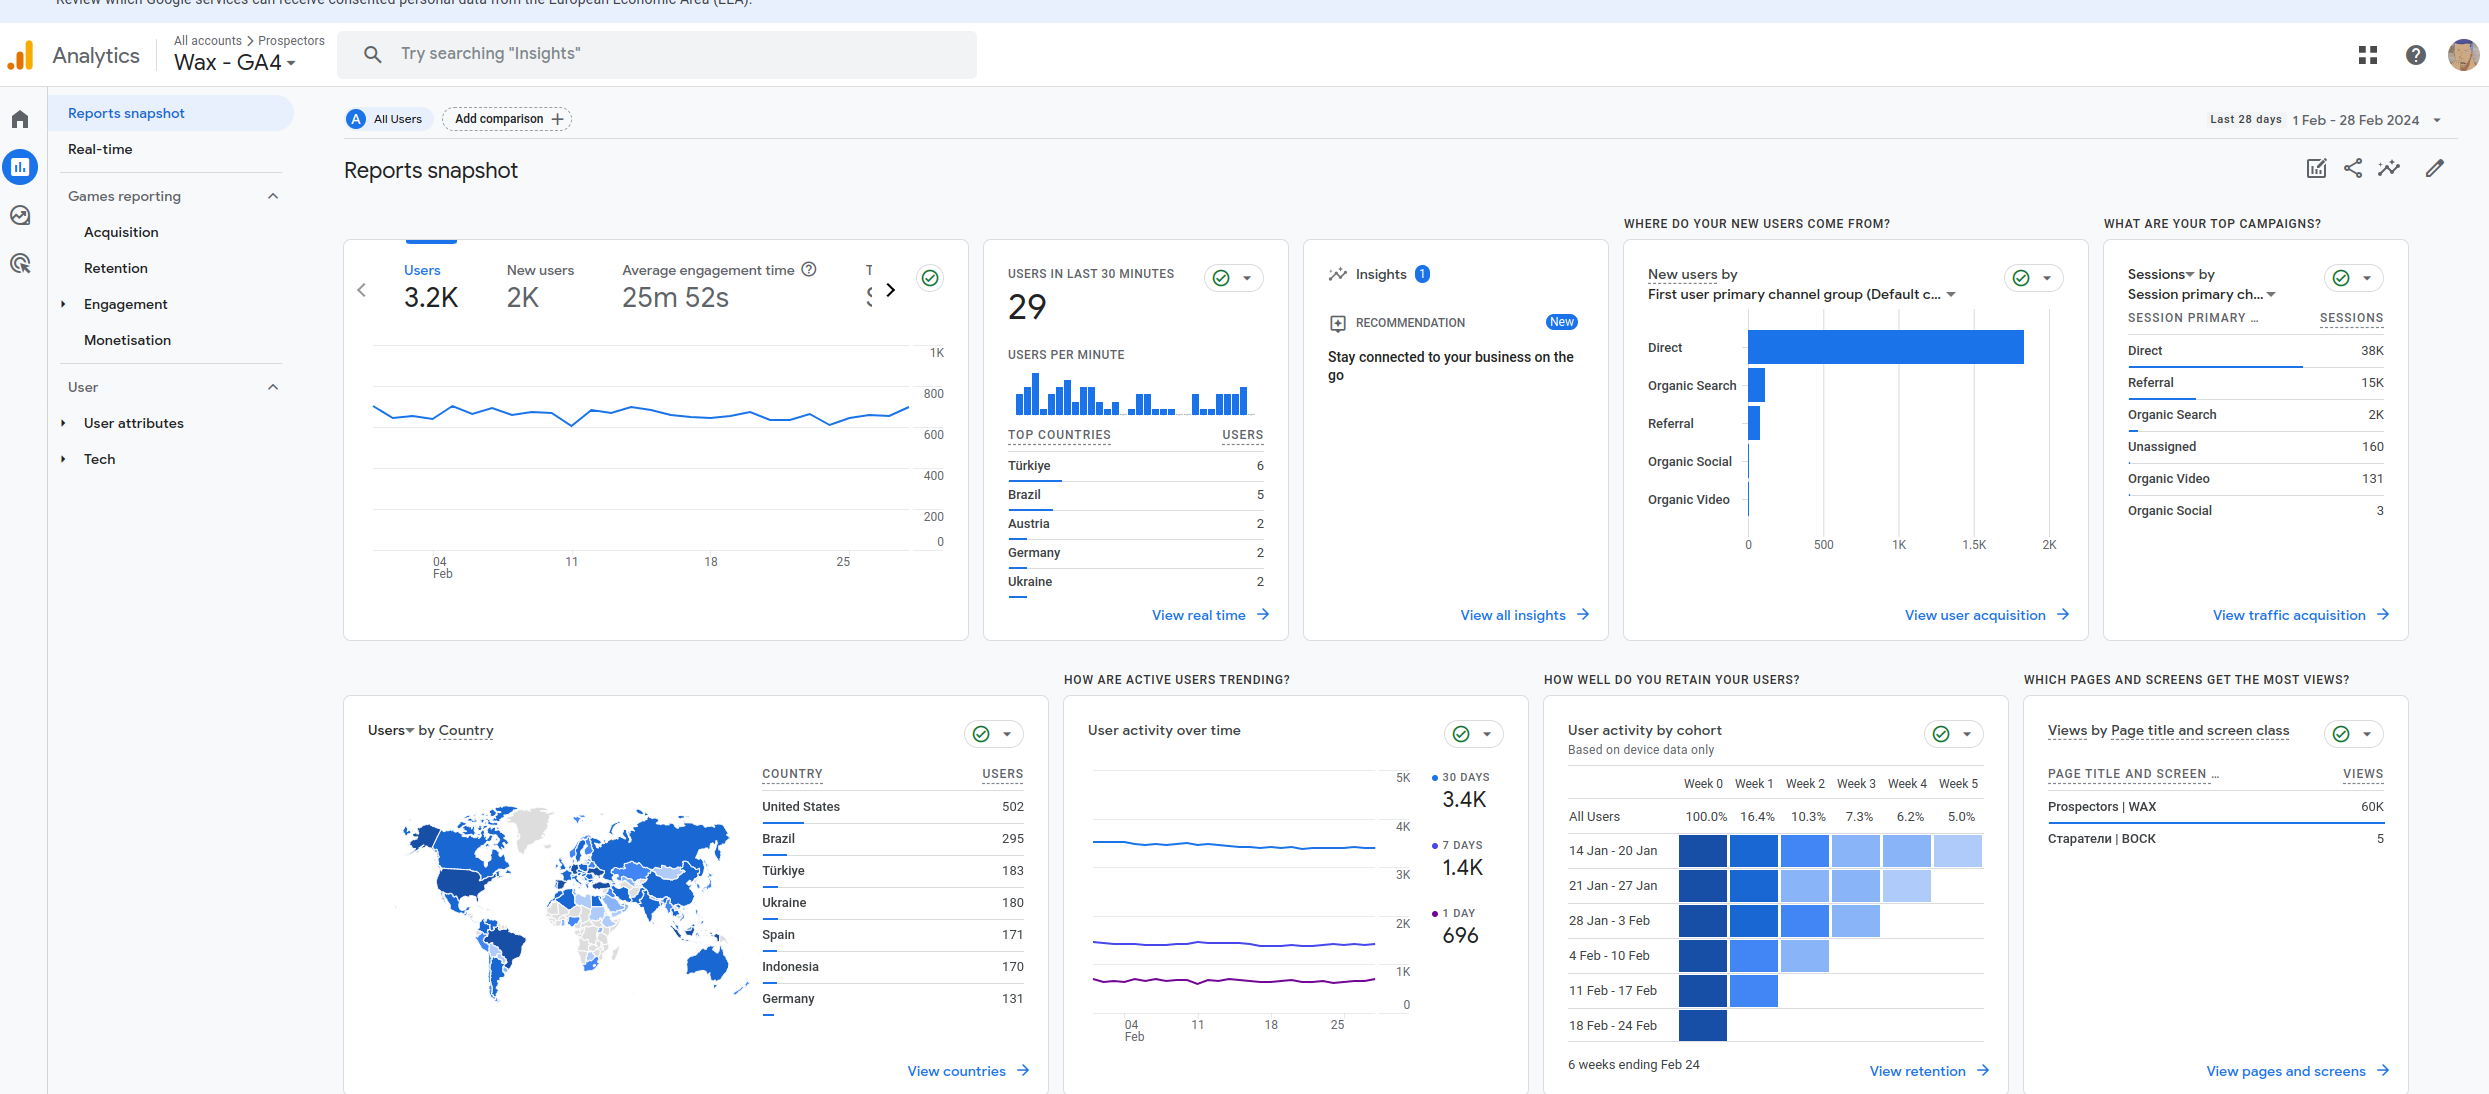 Review which Google services can receive consented personal data from the European Economic Area (EEA).
Analytics
All accounts > Prospectors
Wax - GA4
Try searching "Insights"
Reports snapshot
Real-time
Games reporting
Acquisition
Retention
Engagement
Monetisation
User
User attributes
Tech
A All Users
Add comparison +
Last 28 days 1 Feb - 28 Feb 2024
Reports snapshot
Users
3.2K
New users
2K
Average engagement time
25m 52s
1K
800
600
400
200
0
04
Feb
11
18
25
USERS IN LAST 30 MINUTES
29
USERS PER MINUTE
TOP COUNTRIES USERS
Türkiye 6
Brazil 5
Austria 2
Germany 2
Ukraine 2
View real time
Insights 1
RECOMMENDATION New
Stay connected to your business on the
go
View all insights
WHERE DO YOUR NEW USERS COME FROM?
New users by
First user primary channel group (Default c...
Direct
Organic Search
Referral
Organic Social
Organic Video
0 500 1K 1.5K 2K
View user acquisition
WHAT ARE YOUR TOP CAMPAIGNS?
Sessions by
Session primary ch...
SESSION PRIMARY ... SESSIONS
Direct 38K
Referral 15K
Organic Search 2K
Unassigned 160
Organic Video 131
Organic Social 3
View traffic acquisition
Users by Country
COUNTRY USERS
United States 502
Brazil 295
Türkiye 183
Ukraine 180
Spain 171
Indonesia 170
Germany 131
View countries
HOW ARE ACTIVE USERS TRENDING?
User activity over time
5K
4K
3K
2K
1K
0
04
Feb
11
18
25
30 DAYS
3.4K
7 DAYS
1.4K
1 DAY
696
HOW WELL DO YOU RETAIN YOUR USERS?
User activity by cohort
Based on device data only
Week 0 Week 1 Week 2 Week 3 Week 4 Week 5
All Users 100.0% 16.4% 10.3% 7.3% 6.2% 5.0%
14 Jan - 20 Jan
21 Jan - 27 Jan
28 Jan - 3 Feb
4 Feb - 10 Feb
11 Feb - 17 Feb
18 Feb - 24 Feb
6 weeks ending Feb 24
View retention
WHICH PAGES AND SCREENS GET THE MOST VIEWS?
Views by Page title and screen class
PAGE TITLE AND SCREEN ... VIEWS
Prospectors | WAX 60K
Старатели | ВОСК 5
View pages and screens